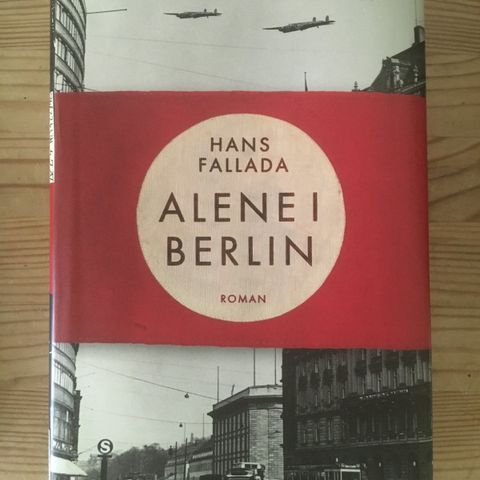 HANS
FALLADA
ALENE I
BERLIN
ROMAN
S